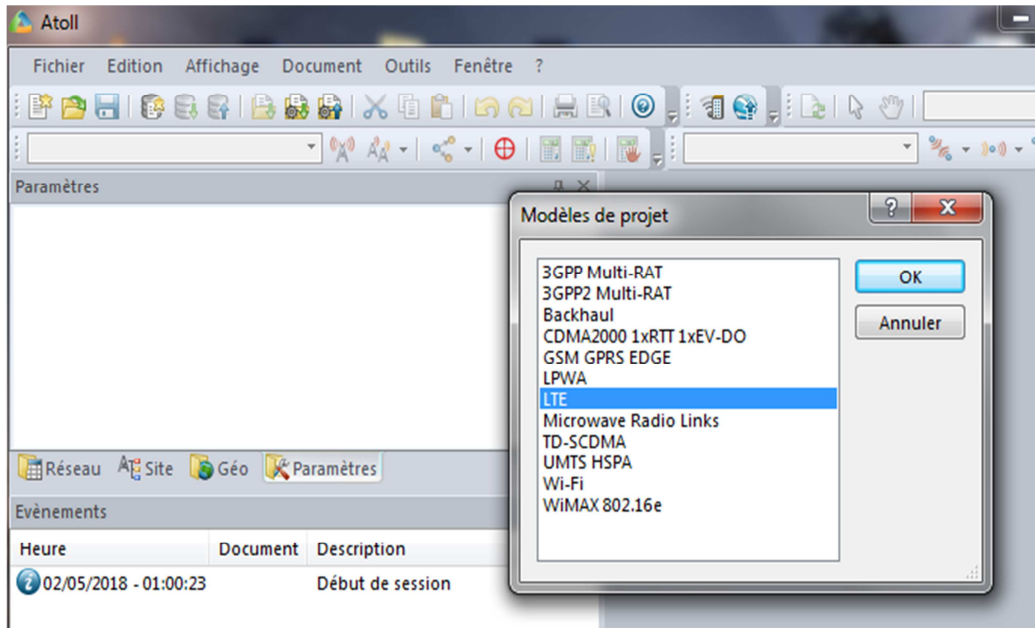 Atoll
Fichier Edition Affichage Document Outils Fenêtre ?
Paramètres
Modèles de projet
3GPP Multi-RAT
3GPP2 Multi-RAT
Backhaul
CDMA2000 1xRTT 1xEV-DO
GSM GPRS EDGE
LPWA
LTE
Microwave Radio Links
TD-SCDMA
UMTS HSPA
Wi-Fi
WiMAX 802.16e
OK
Annuler
Réseau Site Géo Paramètres
Evènements
Heure Document Description
02/05/2018 - 01:00:23 Début de session